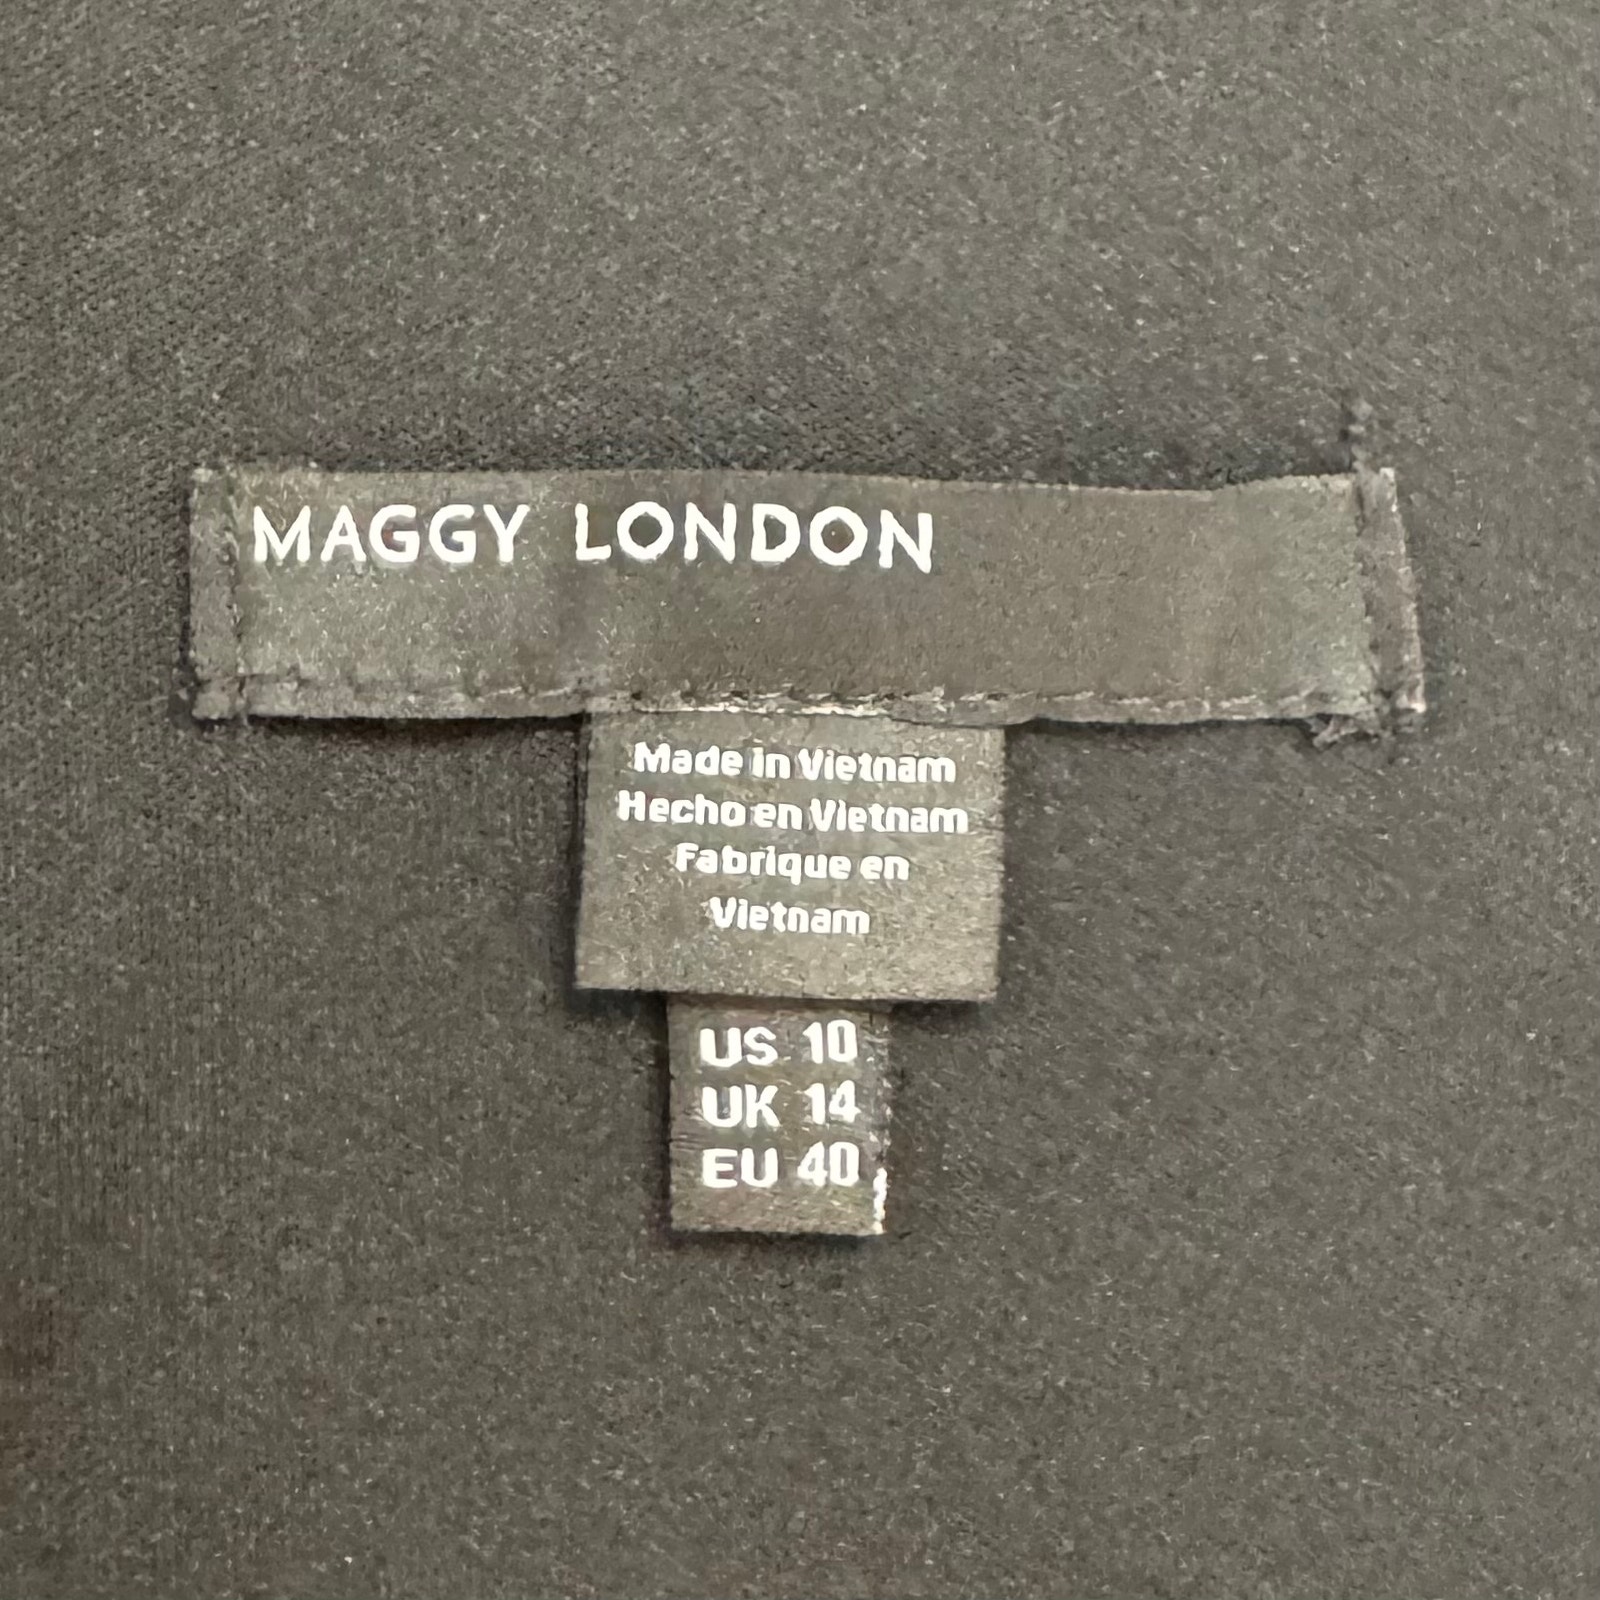 MAGGY LONDON
Made in Vietnam
Hecho en Vietnam
Fabrique en
Vietnam
US 10
UK 14
EU 40